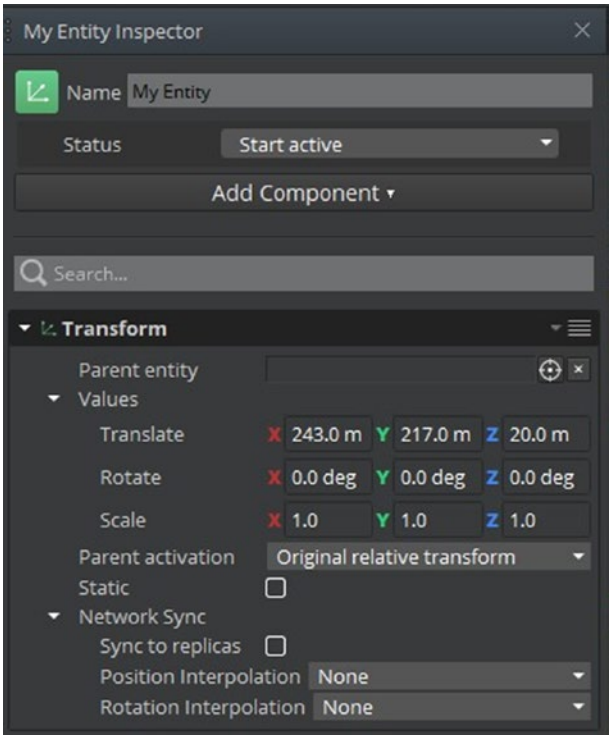 My Entity Inspector
Name My Entity
Status Start active
Add Component
Search...
Transform
Parent entity
Values
Translate X 243.0 m Y 217.0 m Z 20.0 m
Rotate X 0.0 deg Y 0.0 deg Z 0.0 deg
Scale X 1.0 Y 1.0 Z 1.0
Parent activation Original relative transform
Static
Network Sync
Sync to replicas
Position Interpolation None
Rotation Interpolation None